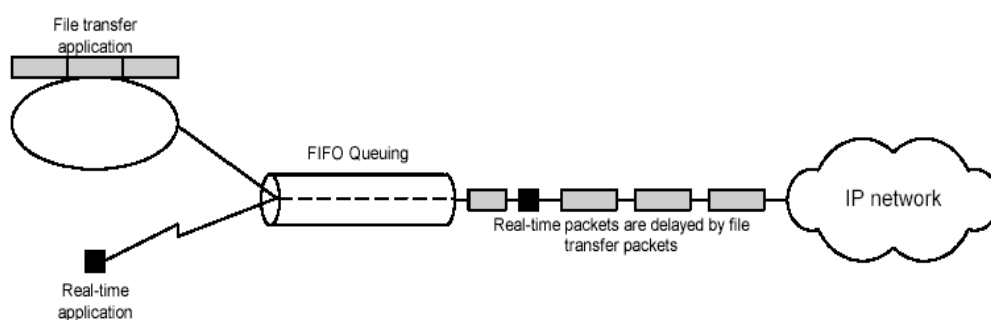 File transfer
application
FIFO Queuing
IP network
Real-time packets are delayed by file
transfer packets
Real-time
application